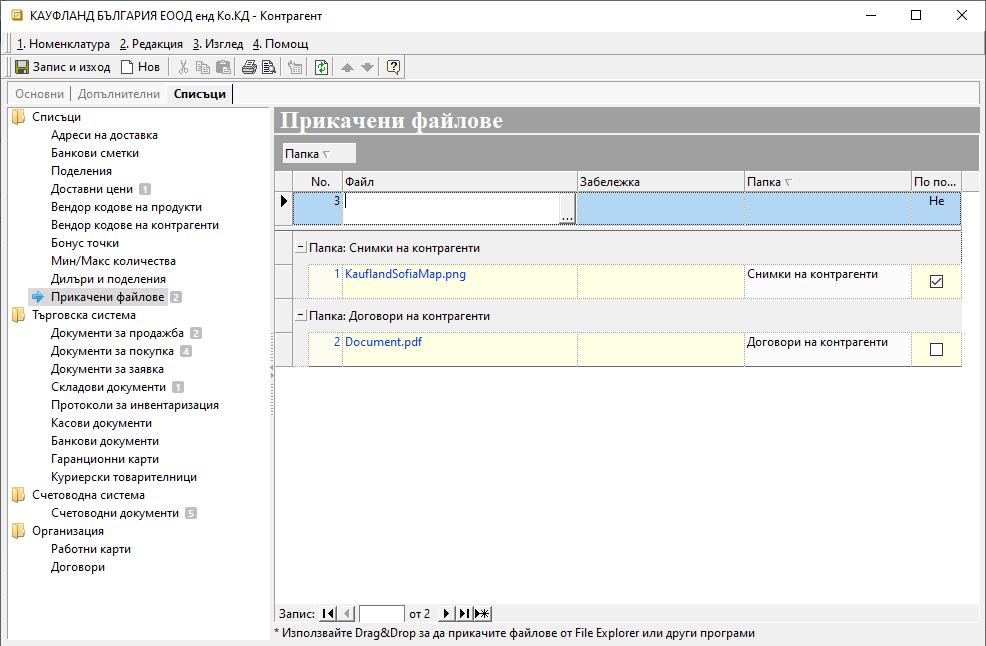 КАУФЛАНД БЪЛГАРИЯ ЕООД енд Ко.КД - Контрагент
1. Номенклатура 2. Редакция 3. Изглед 4. Помощ
Запис и изход Нов
Основни Допълнителни Списъци
Списъци
Адреси на доставка
Банкови сметки
Поделения
Доставни цени 1
Вендор кодове на продукти
Вендор кодове на контрагенти
Бонус точки
Мин/Макс количества
Дилъри и поделения
Прикачени файлове 2
Търговска система
Документи за продажба 2
Документи за покупка 4
Документи за заявка
Складови документи 1
Протоколи за инвентаризация
Касови документи
Банкови документи
Гаранционни карти
Куриерски товарителници
Счетоводна система
Счетоводни документи 5
Организация
Работни карти
Договори
Прикачени файлове
Папка
No. Файл Забележка Папка По по...
3 ... Не
Папка: Снимки на контрагенти
1 KauflandSofiaMap.png Снимки на контрагенти
Папка: Договори на контрагенти
2 Document.pdf Договори на контрагенти
Запис: от 2
* Използвайте Drag&Drop за да прикачите файлове от File Explorer или други програми